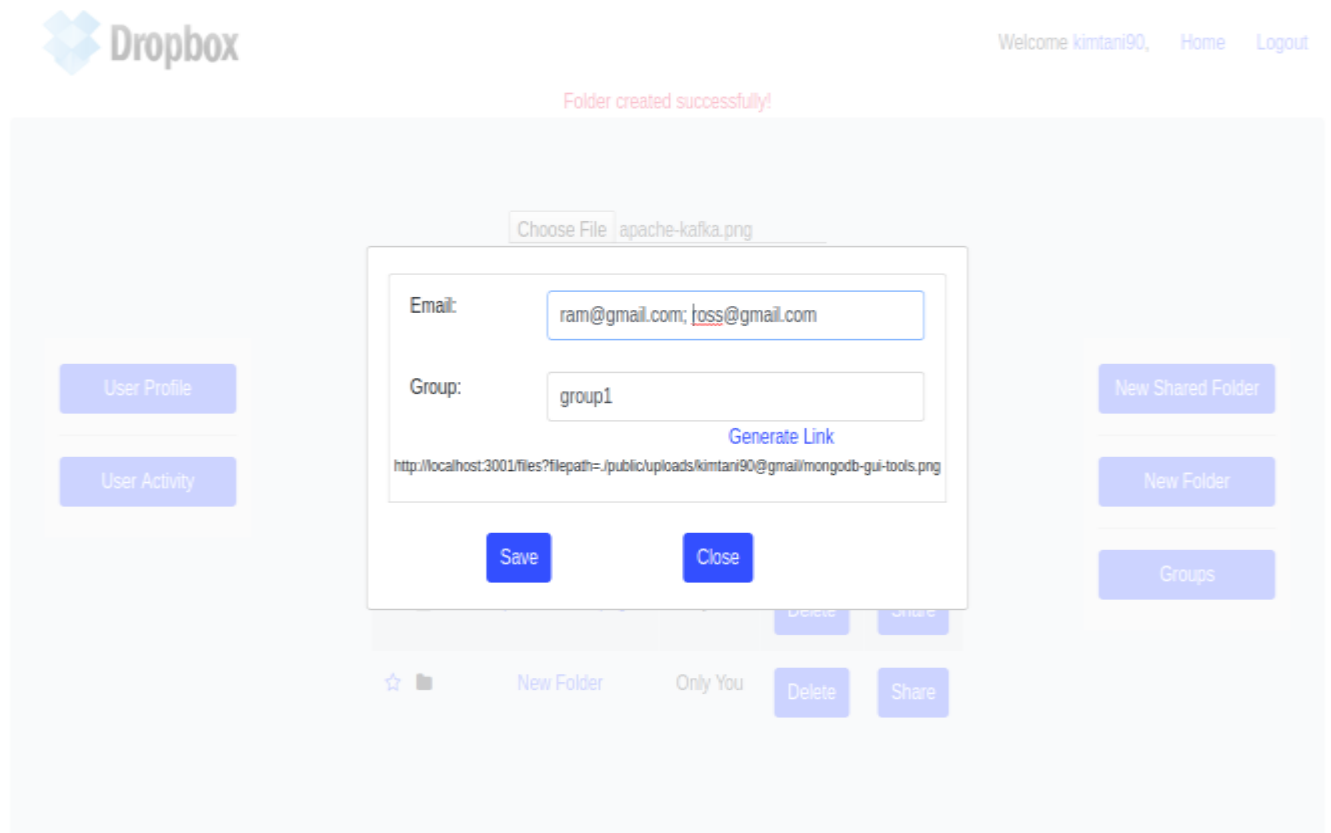 Dropbox
Welcome kimtani90, Home Logout
Folder created successfully!
Choose File apache-kafka.png
Email: ram@gmail.com; ross@gmail.com
Group: group1
Generate Link
http://localhost:3001/files?filepath=./public/uploads/kimtani90@gmail/mongodb-gui-tools.png
Save Close
User Profile
User Activity
New Shared Folder
New Folder
Groups
Delete Share
New Folder Only You Delete Share